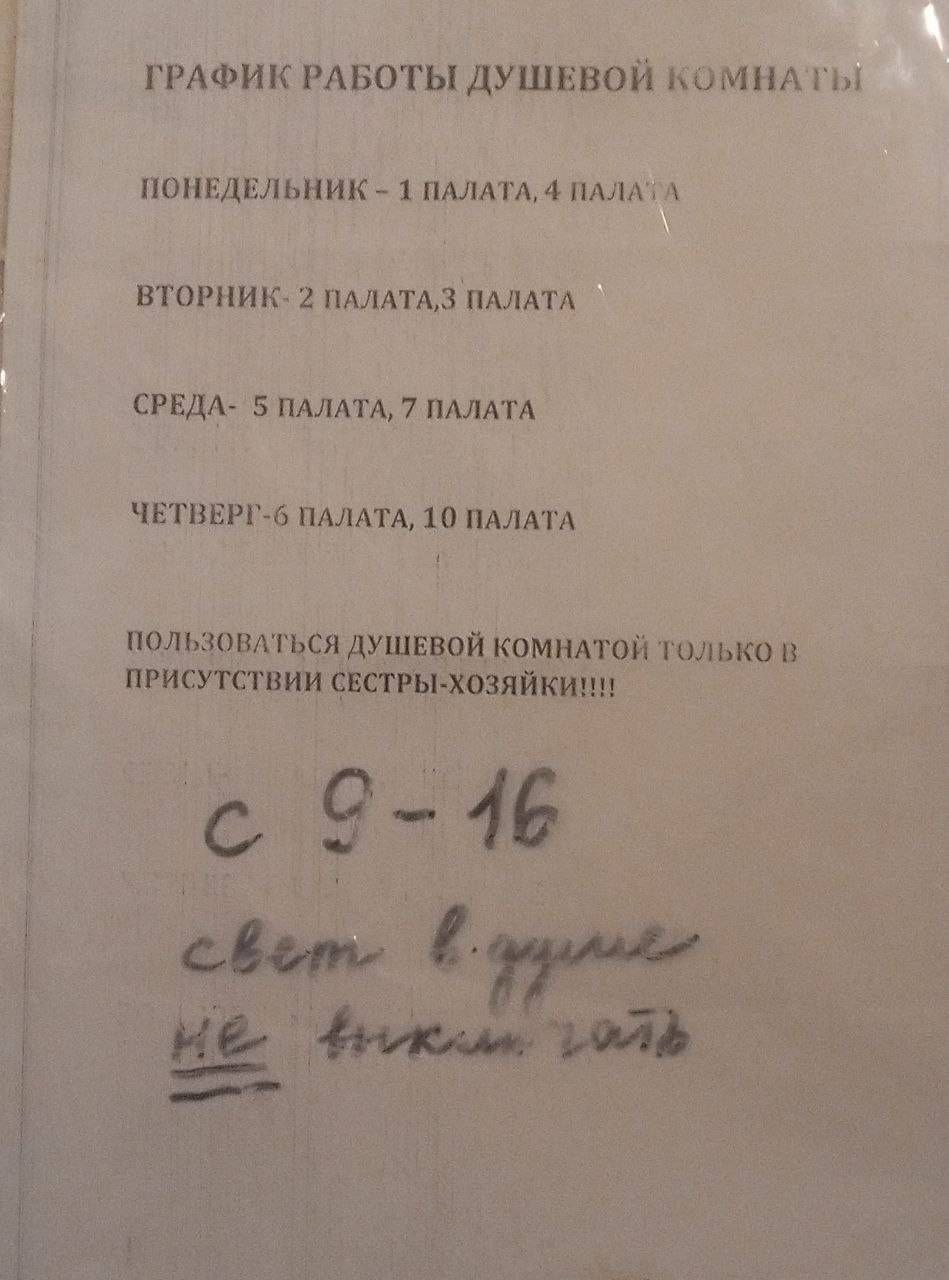 ГРАФИК РАБОТЫ ДУШЕВОЙ КОМНАТЫ
ПОНЕДЕЛЬНИК – 1 ПАЛАТА, 4 ПАЛАТА
ВТОРНИК- 2 ПАЛАТА,3 ПАЛАТА
СРЕДА- 5 ПАЛАТА, 7 ПАЛАТА
ЧЕТВЕРГ-6 ПАЛАТА, 10 ПАЛАТА
ПОЛЬЗОВАТЬСЯ ДУШЕВОЙ КОМНАТОЙ ТОЛЬКО В
ПРИСУТСТВИИ СЕСТРЫ-ХОЗЯЙКИ!!!!
с 9 – 16
свет в душе
не выключать